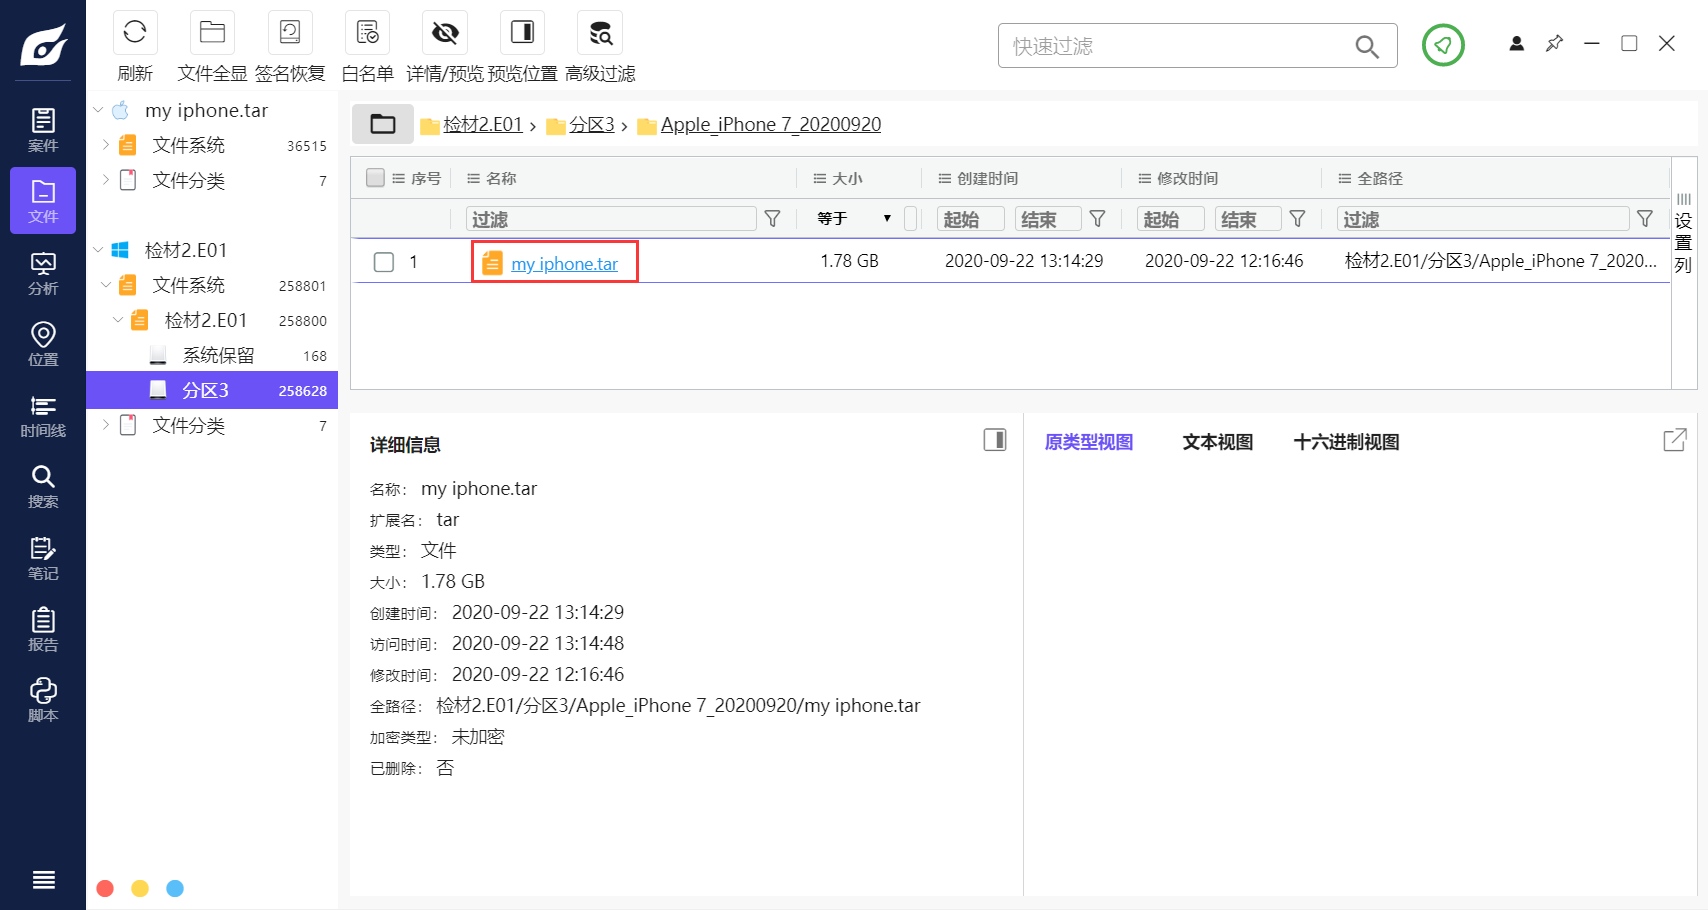 刷新 文件全显 签名恢复 白名单 详情/预览 预览位置 高级过滤
快速过滤
案件
文件
分析
位置
时间线
搜索
笔记
报告
脚本
my iphone.tar
文件系统 36515
文件分类 7
检材2.E01
文件系统 258801
检材2.E01 258800
系统保留 168
分区3 258628
文件分类 7
检材2.E01 › 分区3 › Apple_iPhone 7_20200920
序号 名称 大小 创建时间 修改时间 全路径
过滤 等于 起始 结束 起始 结束 过滤
1 my iphone.tar 1.78 GB 2020-09-22 13:14:29 2020-09-22 12:16:46 检材2.E01/分区3/Apple_iPhone 7_2020...
设置列
详细信息
名称： my iphone.tar
扩展名： tar
类型： 文件
大小： 1.78 GB
创建时间： 2020-09-22 13:14:29
访问时间： 2020-09-22 13:14:48
修改时间： 2020-09-22 12:16:46
全路径： 检材2.E01/分区3/Apple_iPhone 7_20200920/my iphone.tar
加密类型： 未加密
已删除： 否
原类型视图 文本视图 十六进制视图